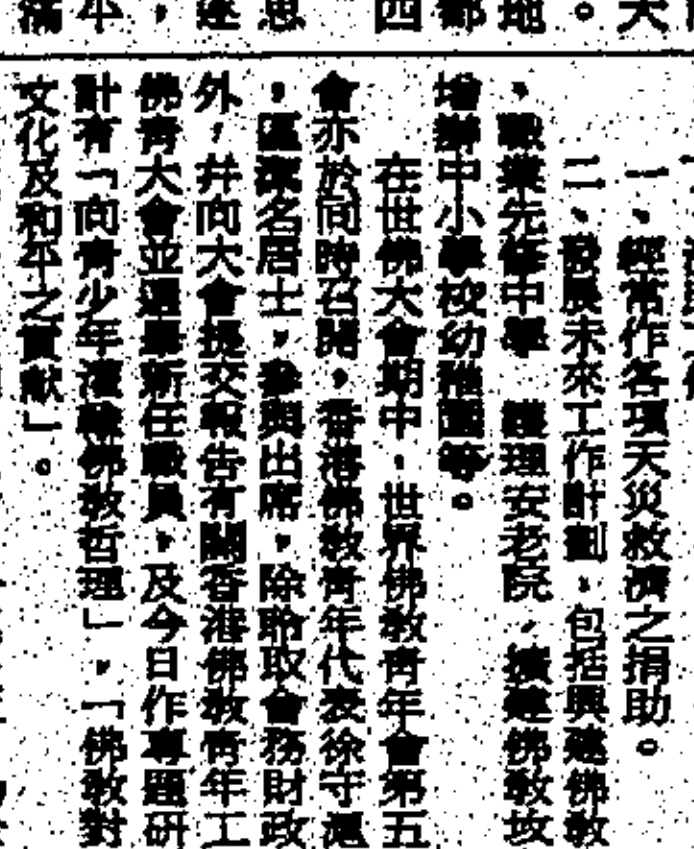 一、經常作各項天災救濟之捐助。
二、發展未來工作計劃，包括興建佛教
、職業先修中學、護理安老院、擴建佛教坟
增辦中小學校幼稚園等。
在世佛大會期中，世界佛教青年會第五
會亦於同時召開，香港佛教青年代表徐守滬
，區潔名居士，參與出席，除聆取會務財政
外，并向大會提交報告有關香港佛教青年工
佛青大會並選舉新任職員，及今日作專題研
計有「向青少年灌輸佛教哲理」，「佛教對
文化及和平之貢獻」。